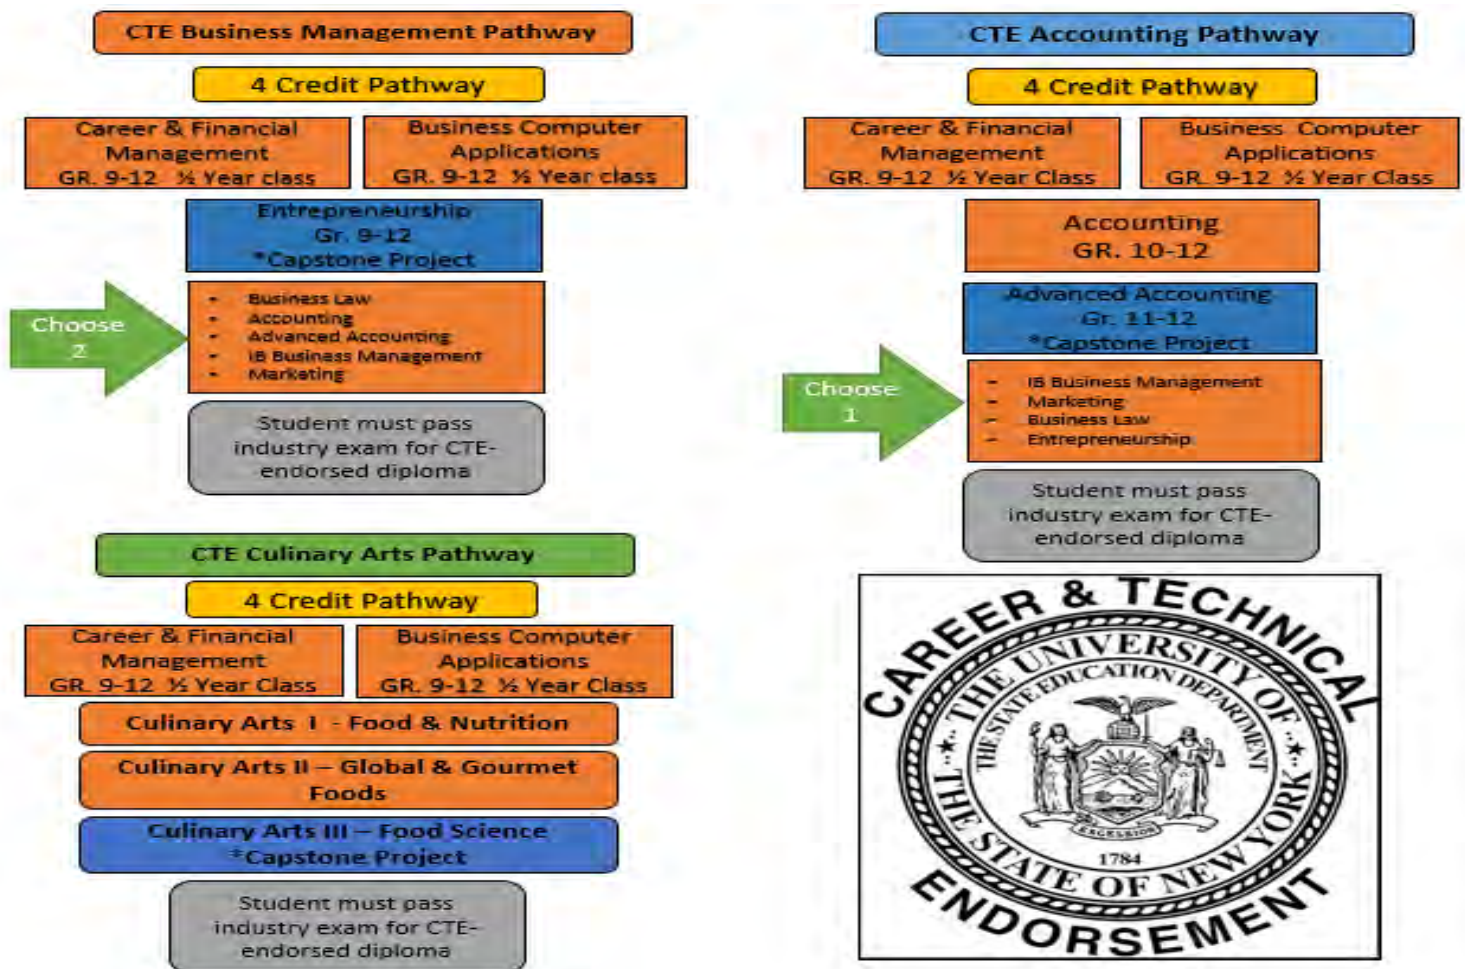 CTE Business Management Pathway
4 Credit Pathway
Career & Financial
Management
GR. 9-12 ½ Year class
Business Computer
Applications
GR. 9-12 ½ Year class
Entrepreneurship
Gr. 9-12
*Capstone Project
Choose
2
• Business Law
• Accounting
• Advanced Accounting
• IB Business Management
• Marketing
Student must pass
industry exam for CTE-
endorsed diploma
CTE Accounting Pathway
4 Credit Pathway
Career & Financial
Management
GR. 9-12 ½ Year Class
Business Computer
Applications
GR. 9-12 ½ Year Class
Accounting
GR. 10-12
Advanced Accounting
Gr. 11-12
*Capstone Project
Choose
1
- IB Business Management
- Marketing
- Business Law
- Entrepreneurship
Student must pass
industry exam for CTE-
endorsed diploma
CTE Culinary Arts Pathway
4 Credit Pathway
Career & Financial
Management
GR. 9-12 ½ Year Class
Business Computer
Applications
GR. 9-12 ½ Year Class
Culinary Arts I - Food & Nutrition
Culinary Arts II – Global & Gourmet
Foods
Culinary Arts III – Food Science
*Capstone Project
Student must pass
industry exam for CTE-
endorsed diploma
CAREER & TECHNICAL
THE UNIVERSITY OF
THE STATE OF NEW YORK
THE STATE EDUCATION DEPARTMENT
EXCELSIOR
1784
ENDORSEMENT